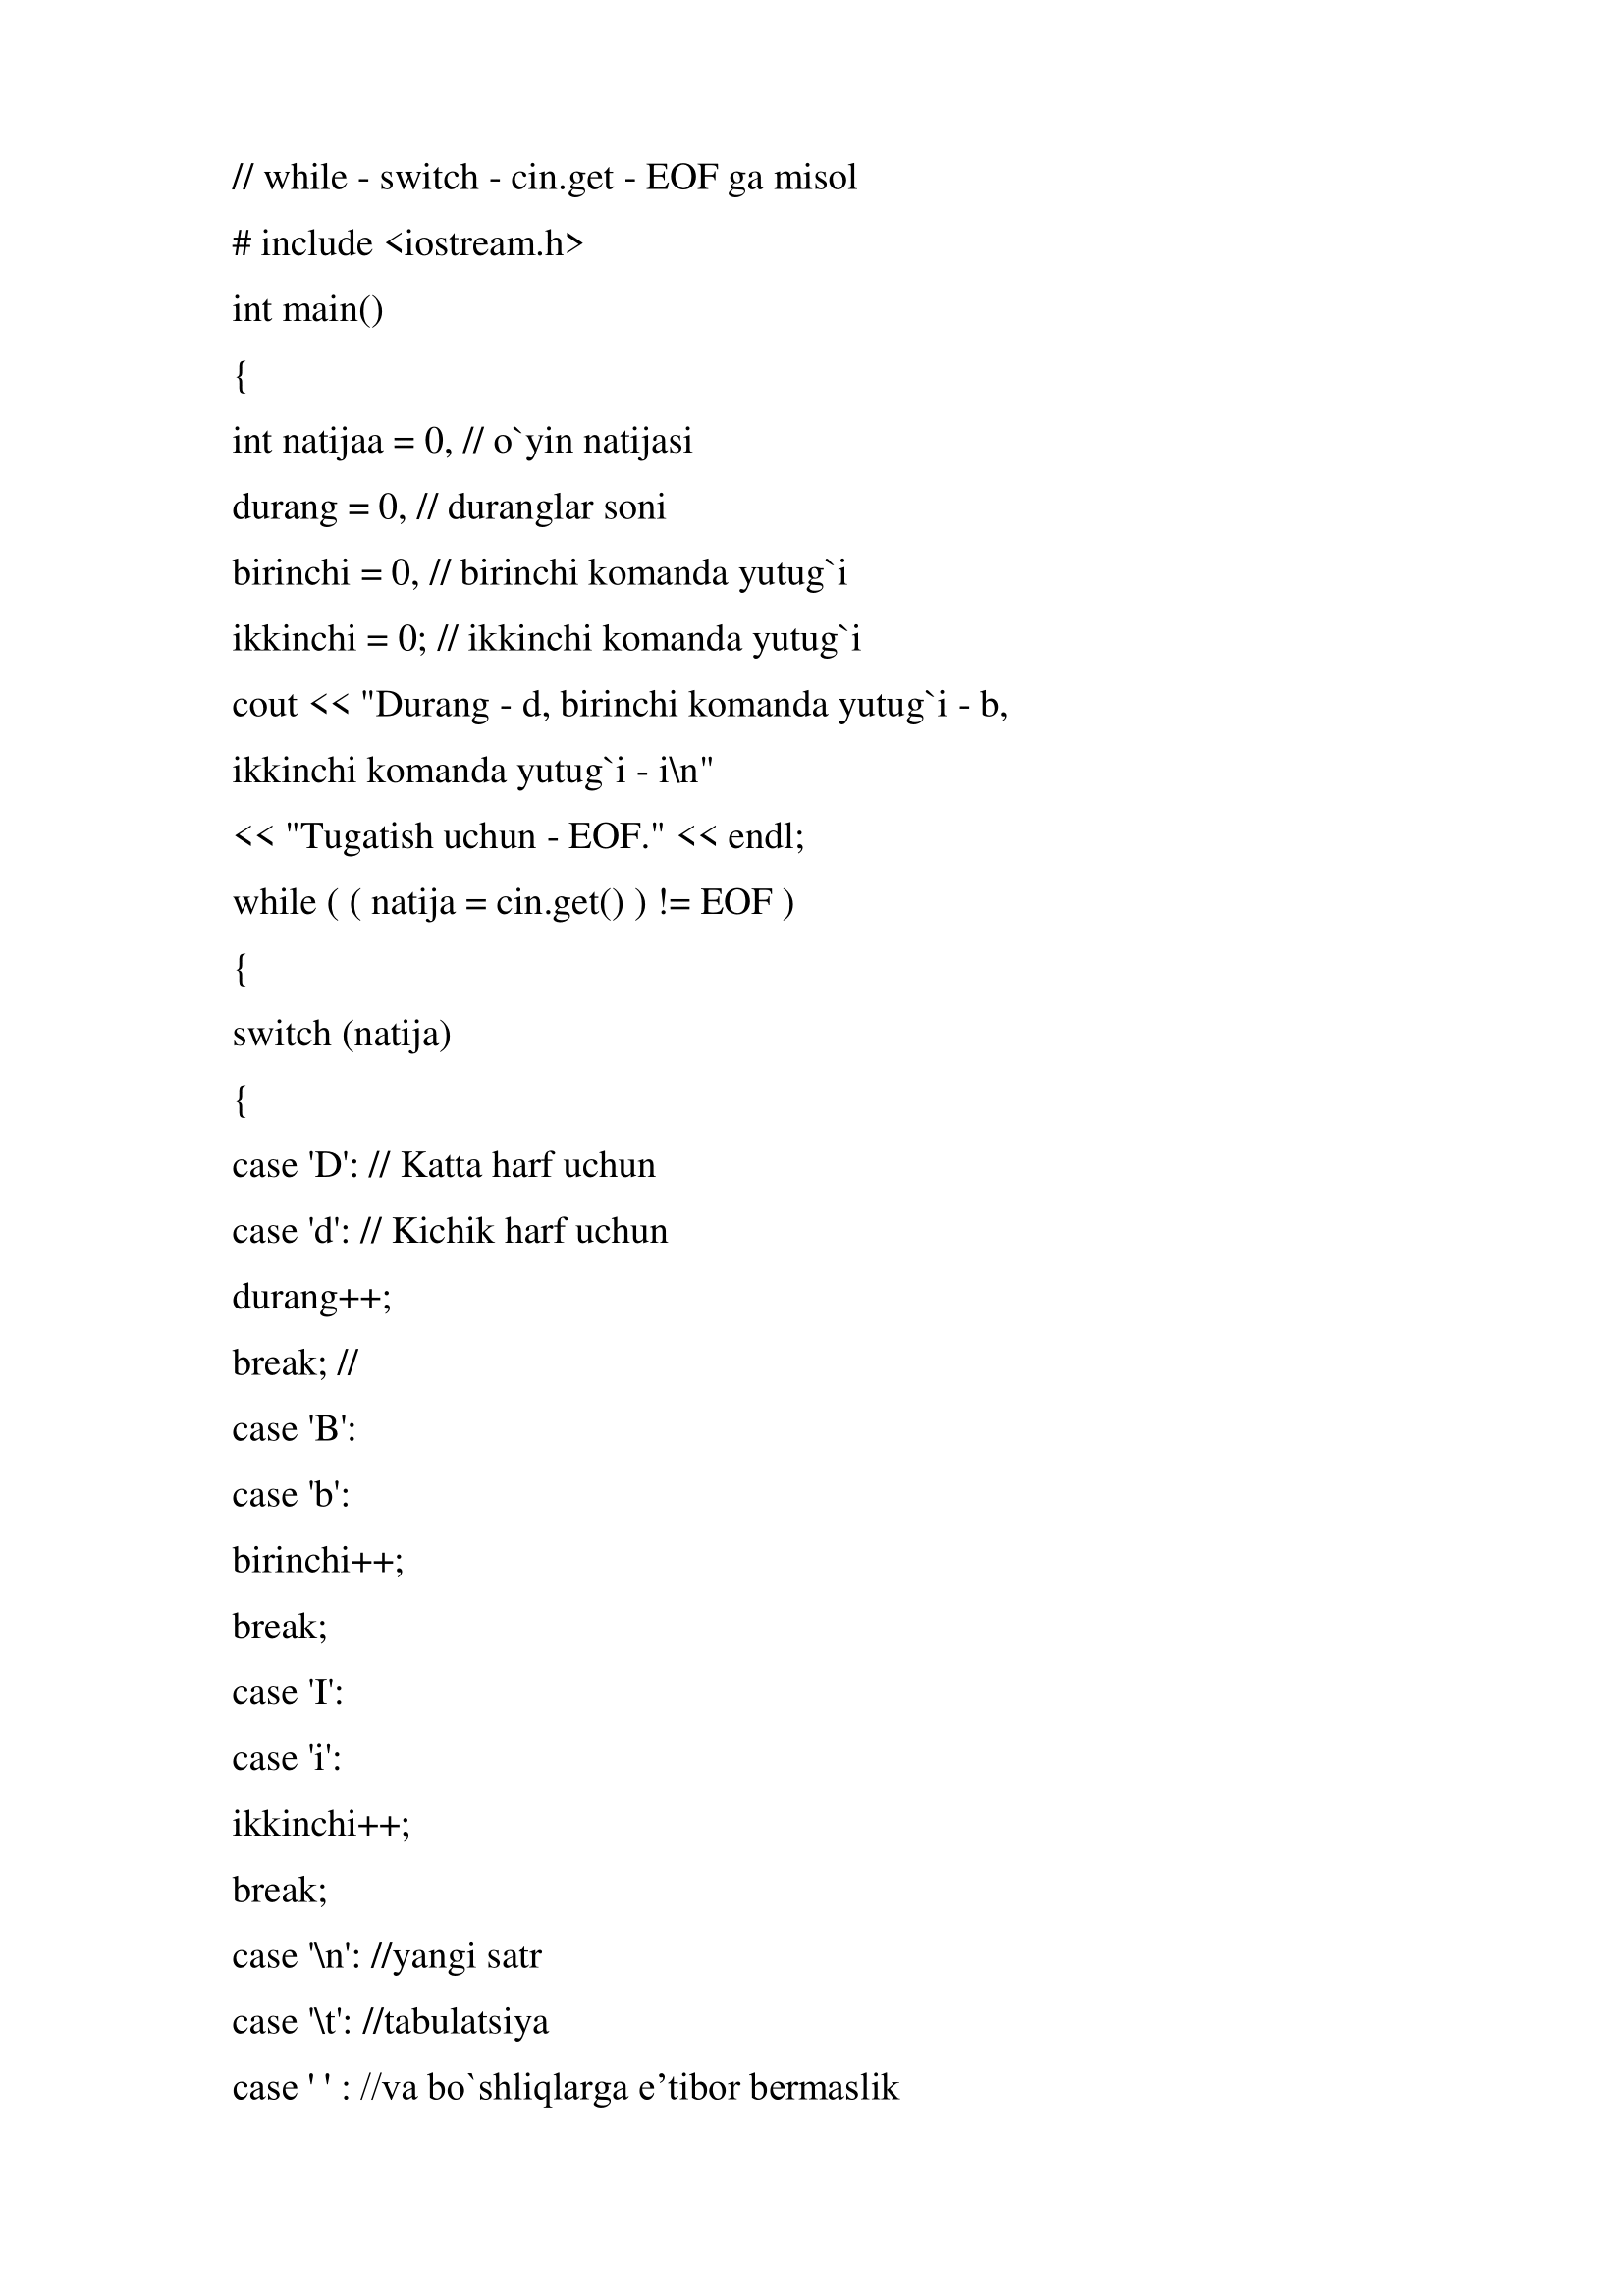 // while - switch - cin.get - EOF ga misol
# include <iostream.h>
int main()
{
int natijaa = 0, // o`yin natijasi
durang = 0, // duranglar soni
birinchi = 0, // birinchi komanda yutug`i
ikkinchi = 0; // ikkinchi komanda yutug`i
cout << "Durang - d, birinchi komanda yutug`i - b,
ikkinchi komanda yutug`i - i\n"
<< "Tugatish uchun - EOF." << endl;
while ( ( natija = cin.get() ) != EOF )
{
switch (natija)
{
case 'D': // Katta harf uchun
case 'd': // Kichik harf uchun
durang++;
break; //
case 'B':
case 'b':
birinchi++;
break;
case 'I':
case 'i':
ikkinchi++;
break;
case '\n': //yangi satr
case '\t': //tabulatsiya
case ' ' : //va bo`shliqlarga e’tibor bermaslik